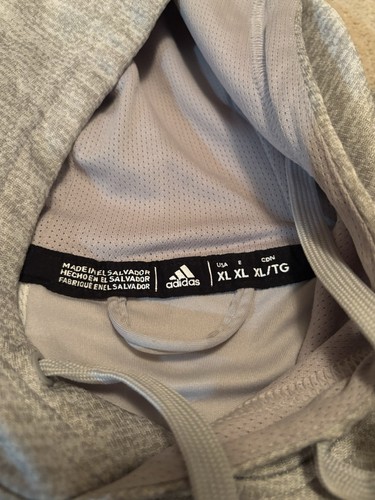 MADE IN EL SALVADOR
HECHO EN EL SALVADOR
FABRIQUÉ EN EL SALVADOR
adidas
USA E CDN
XL XL XL/TG